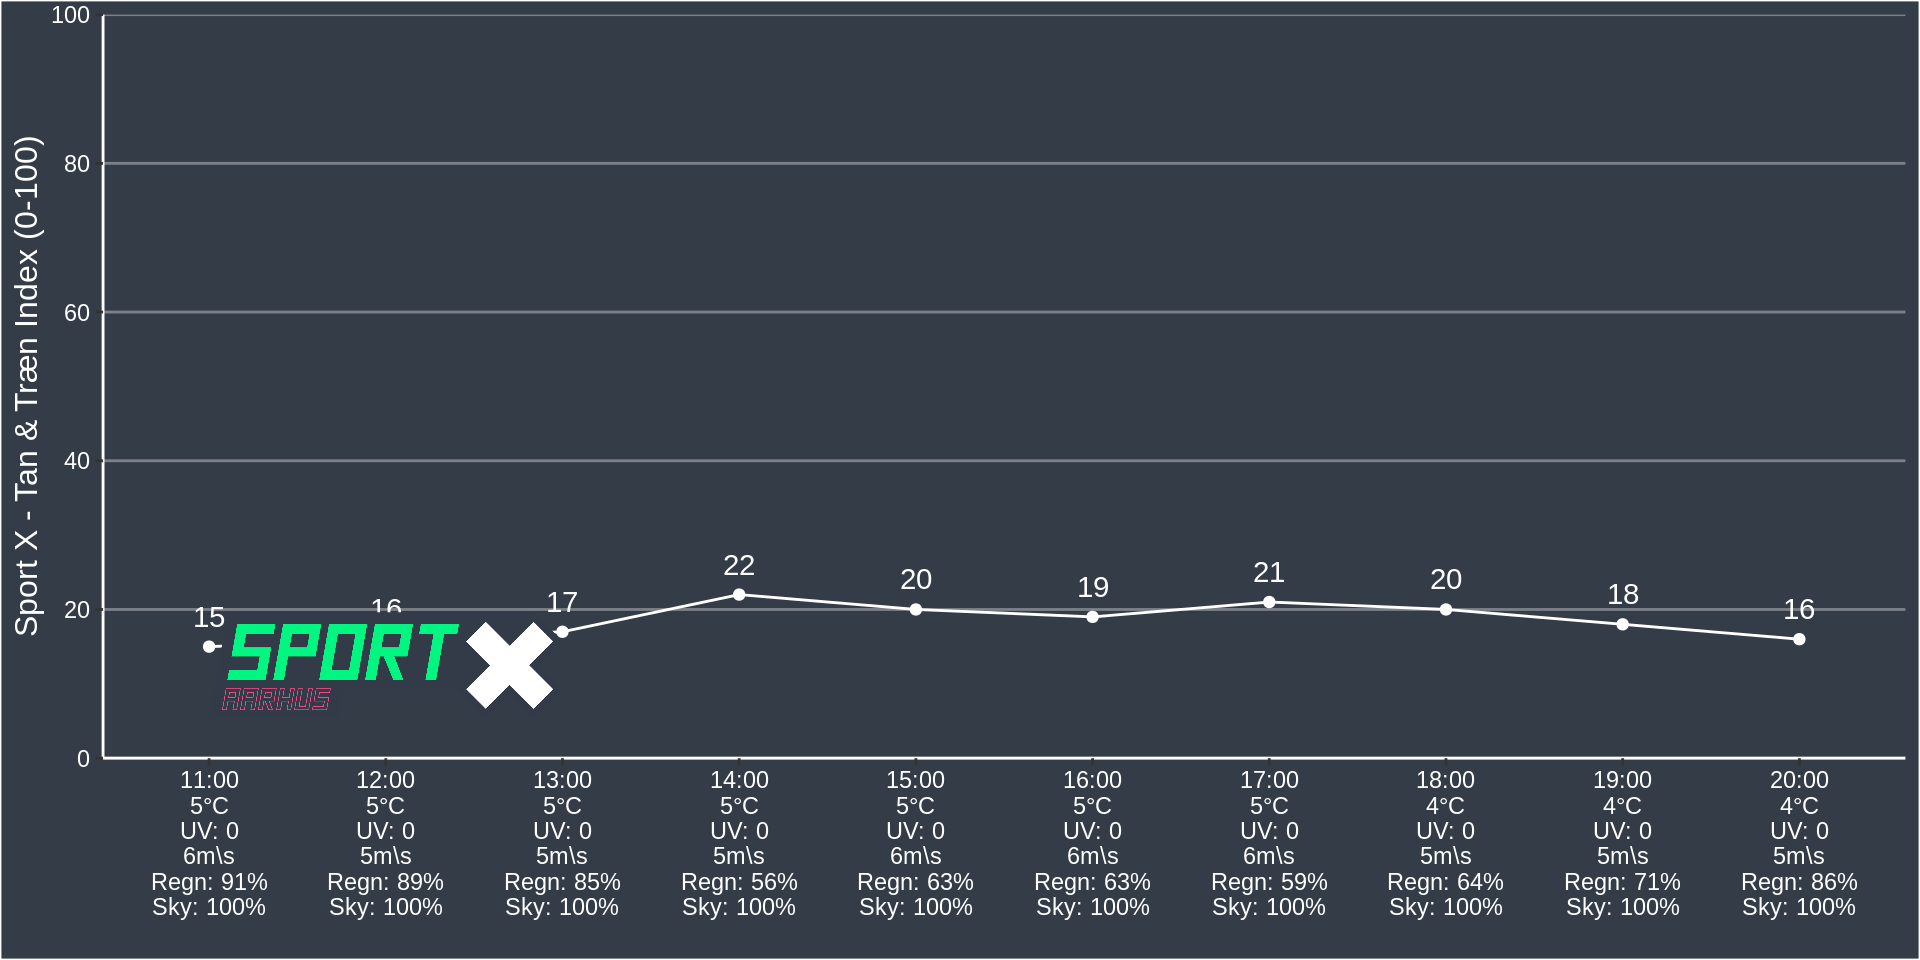 100
80
60
40
20
0
Sport X - Tan & Træn Index (0-100)
15
16
17
22
20
19
21
20
18
16
SPORT X
AARHUS
11:00 12:00 13:00 14:00 15:00 16:00 17:00 18:00 19:00 20:00
5°C 5°C 5°C 5°C 5°C 5°C 5°C 4°C 4°C 4°C
UV: 0 UV: 0 UV: 0 UV: 0 UV: 0 UV: 0 UV: 0 UV: 0 UV: 0 UV: 0
6m\s 5m\s 5m\s 5m\s 6m\s 6m\s 6m\s 5m\s 5m\s 5m\s
Regn: 91% Regn: 89% Regn: 85% Regn: 56% Regn: 63% Regn: 63% Regn: 59% Regn: 64% Regn: 71% Regn: 86%
Sky: 100% Sky: 100% Sky: 100% Sky: 100% Sky: 100% Sky: 100% Sky: 100% Sky: 100% Sky: 100% Sky: 100%